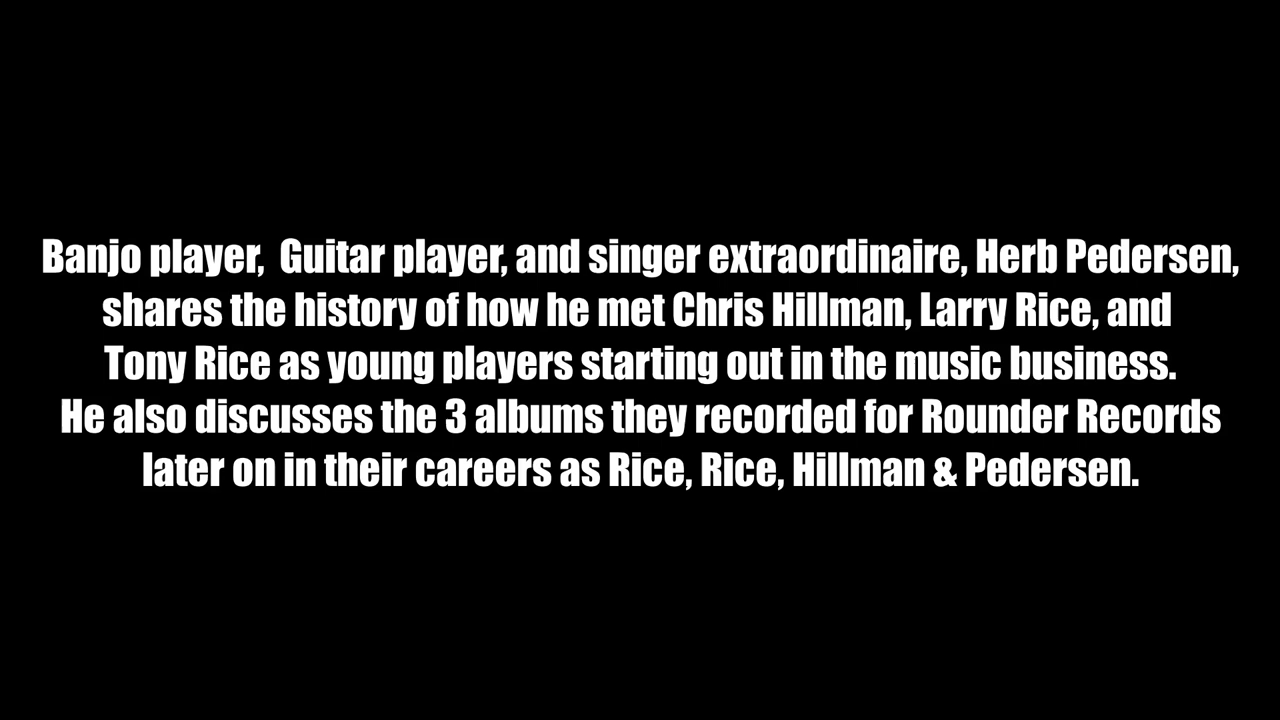 Banjo player,  Guitar player, and singer extraordinaire, Herb Pedersen,
shares the history of how he met Chris Hillman, Larry Rice, and
Tony Rice as young players starting out in the music business.
He also discusses the 3 albums they recorded for Rounder Records
later on in their careers as Rice, Rice, Hillman & Pedersen.